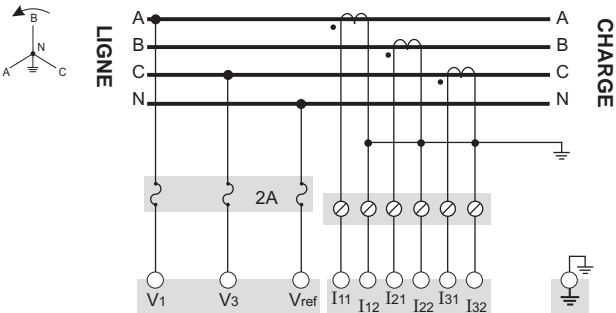 B
N
A C
LIGNE
A A
B B
C C
N N
CHARGE
2A
V1 V3 Vref I11 I12 I21 I22 I31 I32